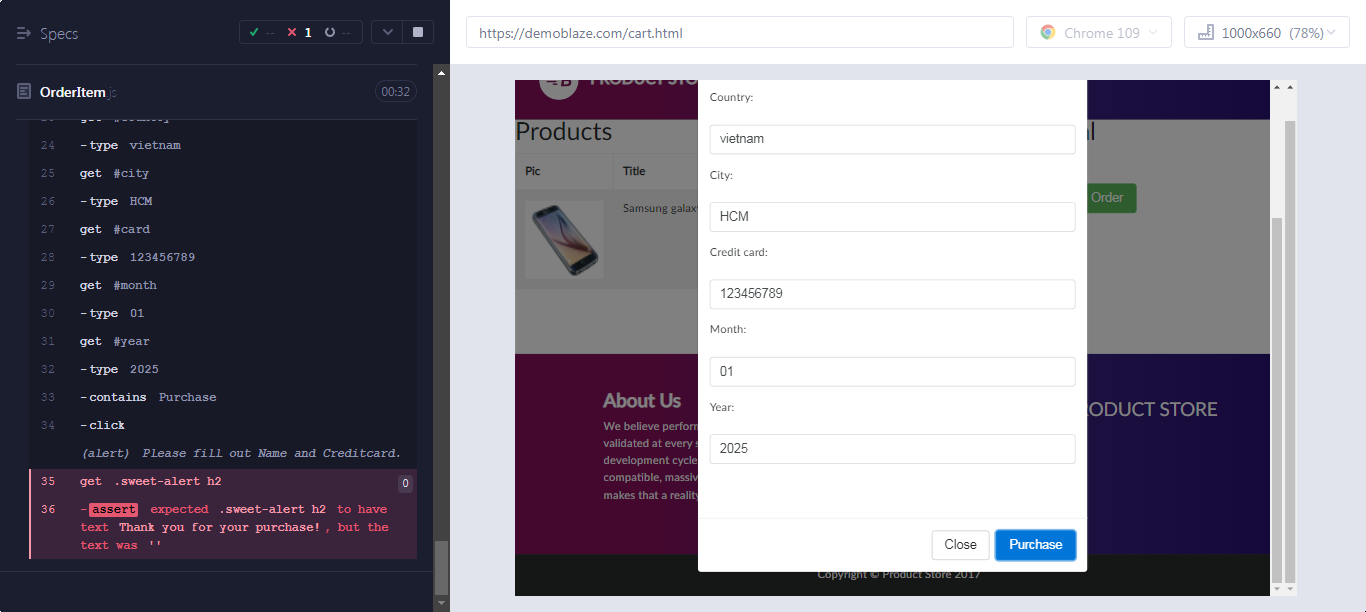 Specs
--
1
--
OrderItem.js
00:32
24 -type vietnam
25 get #city
26 -type HCM
27 get #card
28 -type 123456789
29 get #month
30 -type 01
31 get #year
32 -type 2025
33 -contains Purchase
34 -click
(alert) Please fill out Name and Creditcard.
35 get .sweet-alert h2 0
36 -assert expected .sweet-alert h2 to have
text Thank you for your purchase!, but the
text was ''
https://demoblaze.com/cart.html
Chrome 109
1000x660 (78%)
PRODUCT STO
Products
Pic Title
Samsung galax
Order
Country:
vietnam
City:
HCM
Credit card:
123456789
Month:
01
Year:
2025
Close
Purchase
About Us
We believe perform
validated at every s
development cycle
compatible, massiv
makes that a reality
RODUCT STORE
Copyright © Product Store 2017